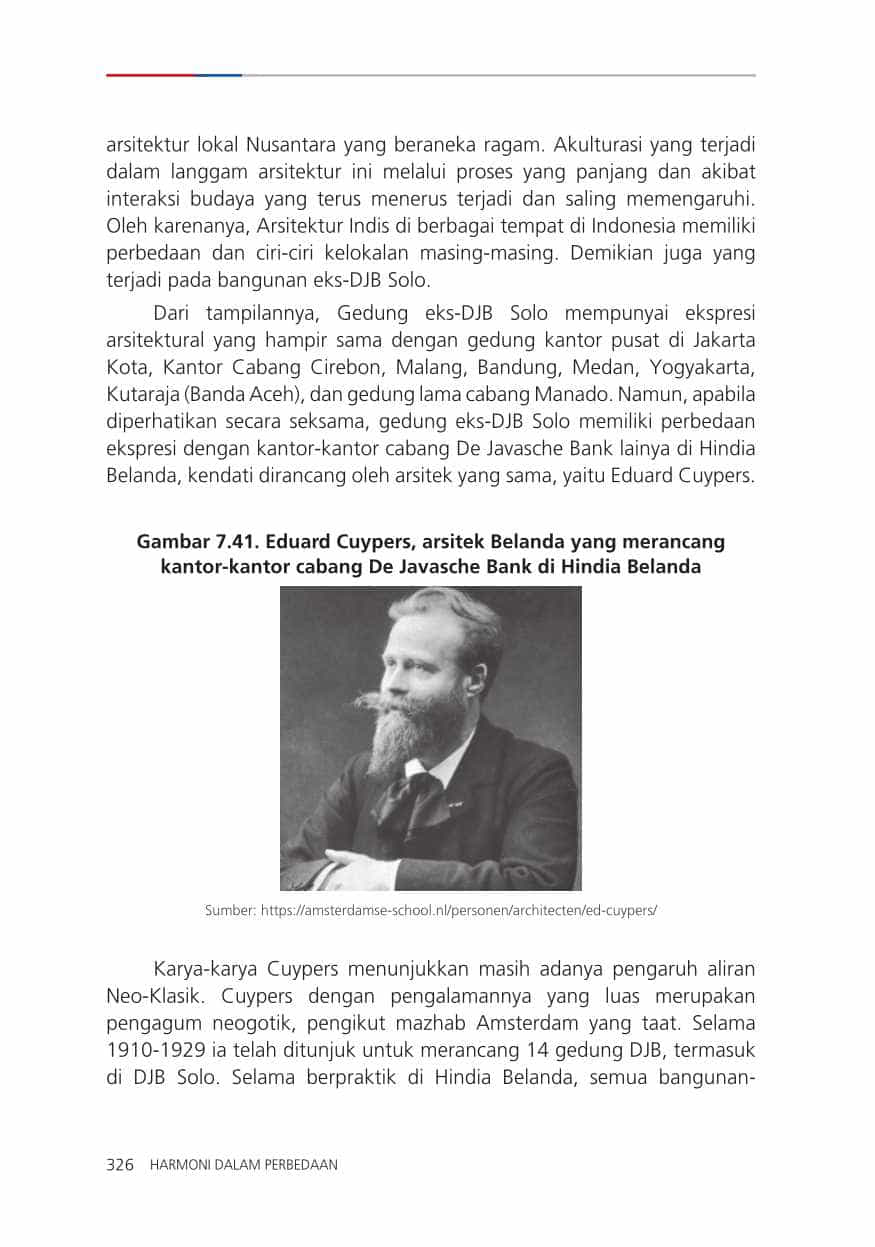 arsitektur lokal Nusantara yang beraneka ragam. Akulturasi yang terjadi
dalam langgam arsitektur ini melalui proses yang panjang dan akibat
interaksi budaya yang terus menerus terjadi dan saling memengaruhi.
Oleh karenanya, Arsitektur Indis di berbagai tempat di Indonesia memiliki
perbedaan dan ciri-ciri kelokalan masing-masing. Demikian juga yang
terjadi pada bangunan eks-DJB Solo.
Dari tampilannya, Gedung eks-DJB Solo mempunyai ekspresi
arsitektural yang hampir sama dengan gedung kantor pusat di Jakarta
Kota, Kantor Cabang Cirebon, Malang, Bandung, Medan, Yogyakarta,
Kutaraja (Banda Aceh), dan gedung lama cabang Manado. Namun, apabila
diperhatikan secara seksama, gedung eks-DJB Solo memiliki perbedaan
ekspresi dengan kantor-kantor cabang De Javasche Bank lainya di Hindia
Belanda, kendati dirancang oleh arsitek yang sama, yaitu Eduard Cuypers.
Gambar 7.41. Eduard Cuypers, arsitek Belanda yang merancang
kantor-kantor cabang De Javasche Bank di Hindia Belanda
Sumber: https://amsterdamse-school.nl/personen/architecten/ed-cuypers/
Karya-karya Cuypers menunjukkan masih adanya pengaruh aliran
Neo-Klasik. Cuypers dengan pengalamannya yang luas merupakan
pengagum neogotik, pengikut mazhab Amsterdam yang taat. Selama
1910-1929 ia telah ditunjuk untuk merancang 14 gedung DJB, termasuk
di DJB Solo. Selama berpraktik di Hindia Belanda, semua bangunan-
326 HARMONI DALAM PERBEDAAN